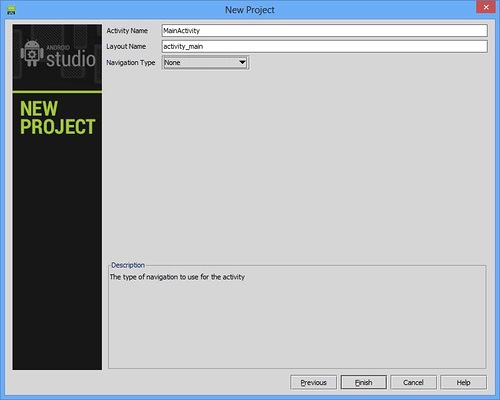 New Project
ANDROID
studio
NEW
PROJECT
Activity Name
MainActivity
Layout Name
activity_main
Navigation Type
None
Description
The type of navigation to use for the activity
Previous
Finish
Cancel
Help